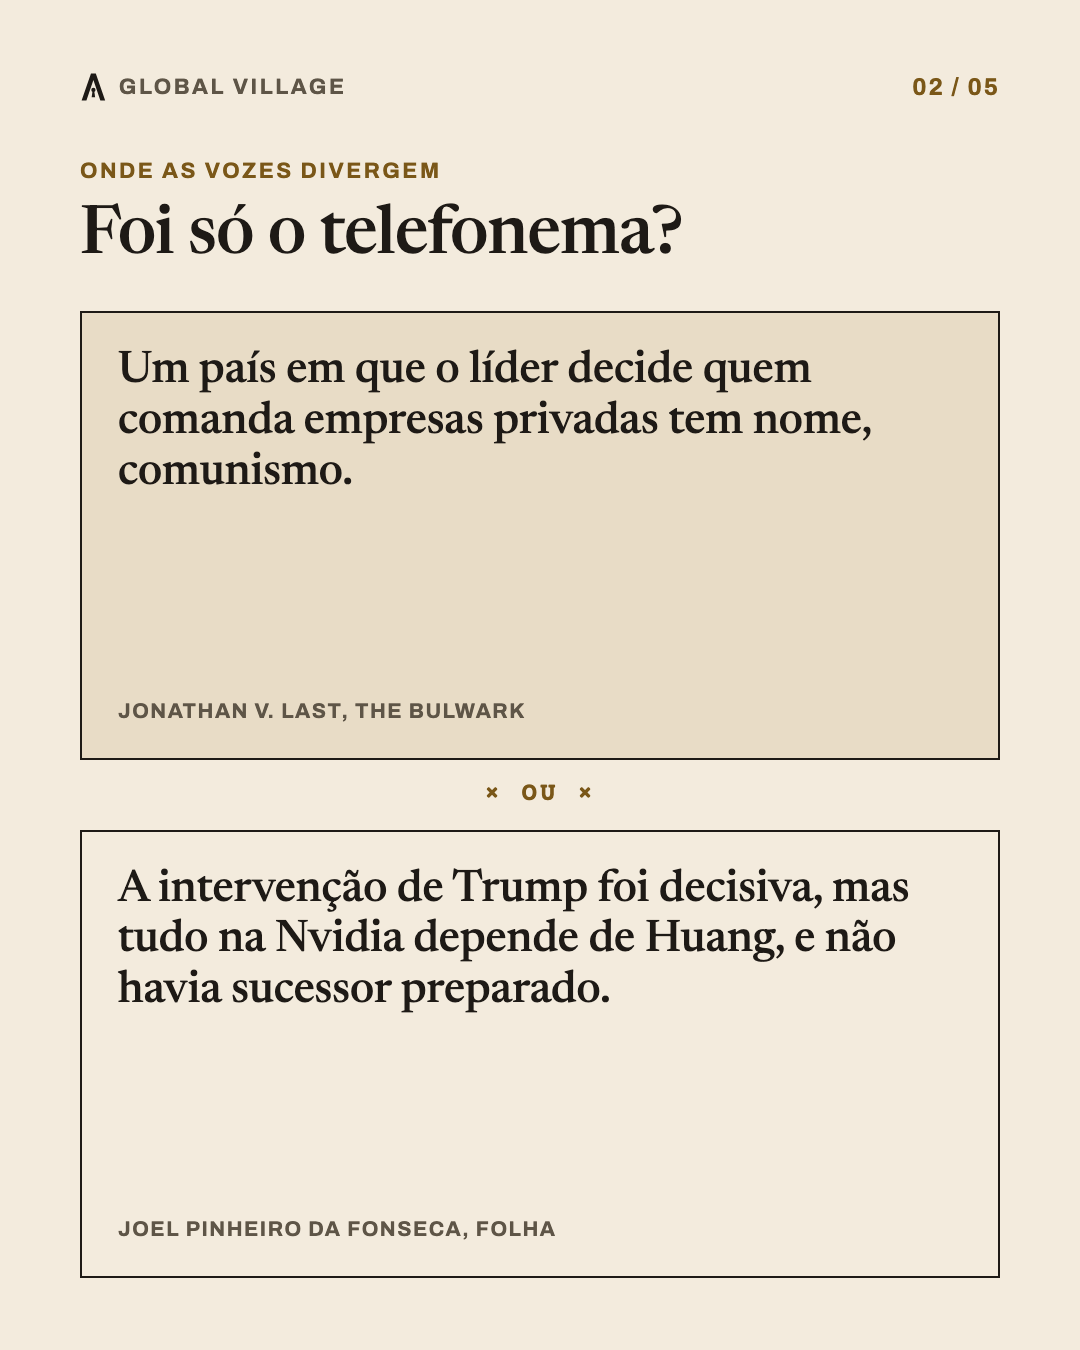 GLOBAL VILLAGE
02 / 05
ONDE AS VOZES DIVERGEM
Foi só o telefonema?
Um país em que o líder decide quem
comanda empresas privadas tem nome,
comunismo.
JONATHAN V. LAST, THE BULWARK
× OU ×
A intervenção de Trump foi decisiva, mas
tudo na Nvidia depende de Huang, e não
havia sucessor preparado.
JOEL PINHEIRO DA FONSECA, FOLHA